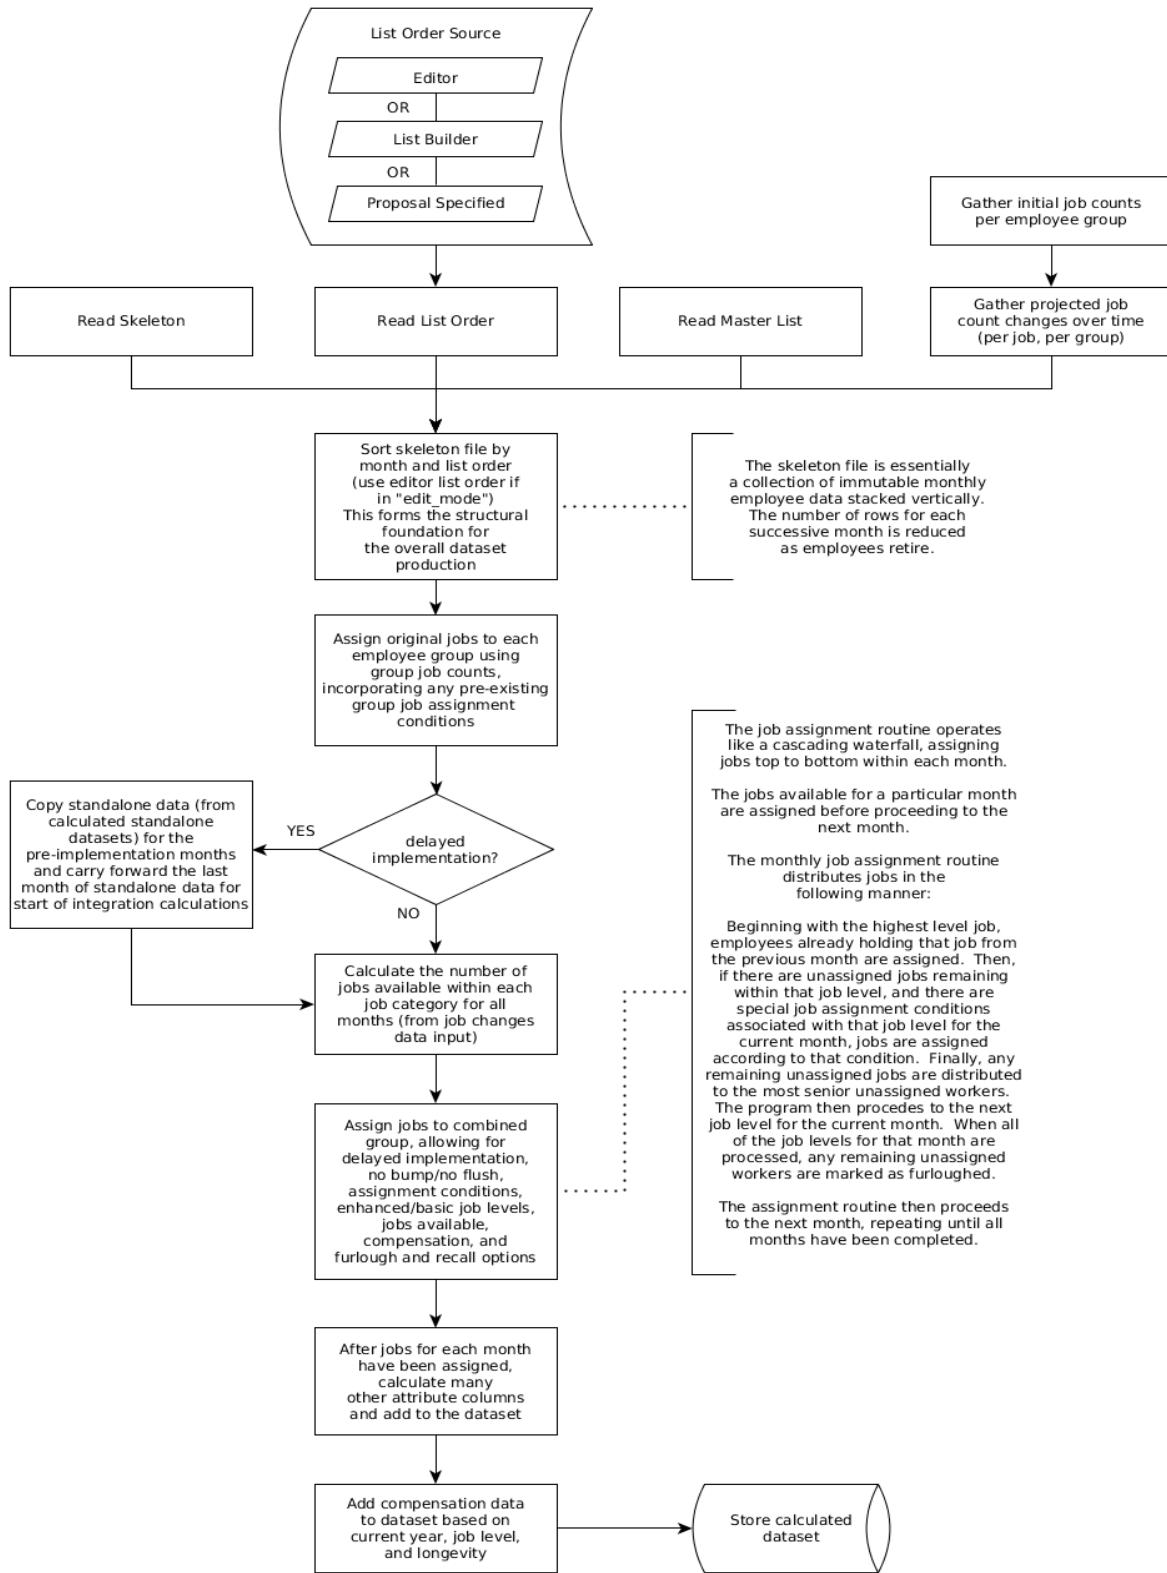 List Order Source
Editor
OR
List Builder
OR
Proposal Specified
Gather initial job counts
per employee group
Read Skeleton
Read List Order
Read Master List
Gather projected job
count changes over time
(per job, per group)
Sort skeleton file by
month and list order
(use editor list order if
in "edit_mode")
This forms the structural
foundation for
the overall dataset
production
The skeleton file is essentially
a collection of immutable monthly
employee data stacked vertically.
The number of rows for each
successive month is reduced
as employees retire.
Assign original jobs to each
employee group using
group job counts,
incorporating any pre-existing
group job assignment
conditions
delayed
implementation?
YES
NO
Copy standalone data (from
calculated standalone
datasets) for the
pre-implementation months
and carry forward the last
month of standalone data for
start of integration calculations
Calculate the number of
jobs available within each
job category for all
months (from job changes
data input)
Assign jobs to combined
group, allowing for
delayed implementation,
no bump/no flush,
assignment conditions,
enhanced/basic job levels,
jobs available,
compensation, and
furlough and recall options
The job assignment routine operates
like a cascading waterfall, assigning
jobs top to bottom within each month.
The jobs available for a particular month
are assigned before proceeding to the
next month.
The monthly job assignment routine
distributes jobs in the
following manner:
Beginning with the highest level job,
employees already holding that job from
the previous month are assigned.  Then,
if there are unassigned jobs remaining
within that job level, and there are
special job assignment conditions
associated with that job level for the
current month, jobs are assigned
according to that condition.  Finally, any
remaining unassigned jobs are distributed
to the most senior unassigned workers.
The program then procedes to the next
job level for the current month.  When all
of the job levels for that month are
processed, any remaining unassigned
workers are marked as furloughed.
The assignment routine then proceeds
to the next month, repeating until all
months have been completed.
After jobs for each month
have been assigned,
calculate many
other attribute columns
and add to the dataset
Add compensation data
to dataset based on
current year, job level,
and longevity
Store calculated
dataset